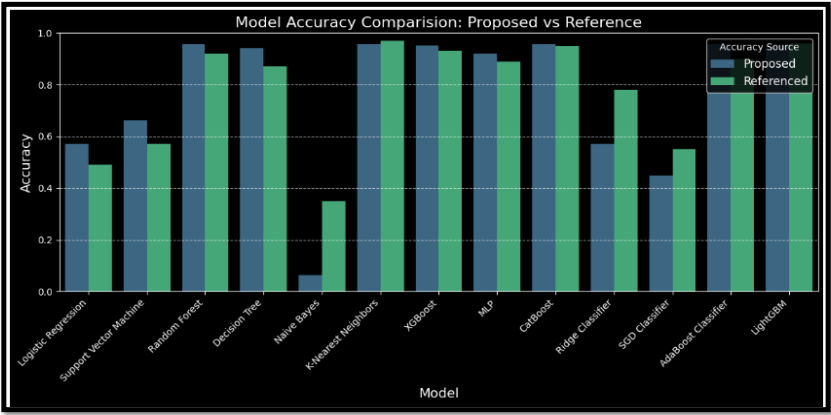 Model Accuracy Comparision: Proposed vs Reference
1.0
0.8
0.6
0.4
0.2
0.0
Accuracy
Accuracy Source
Proposed
Referenced
Logistic Regression
Support Vector Machine
Random Forest
Decision Tree
Naive Bayes
K-Nearest Neighbors
XGBoost
MLP
CatBoost
Ridge Classifier
SGD Classifier
AdaBoost Classifier
LightGBM
Model